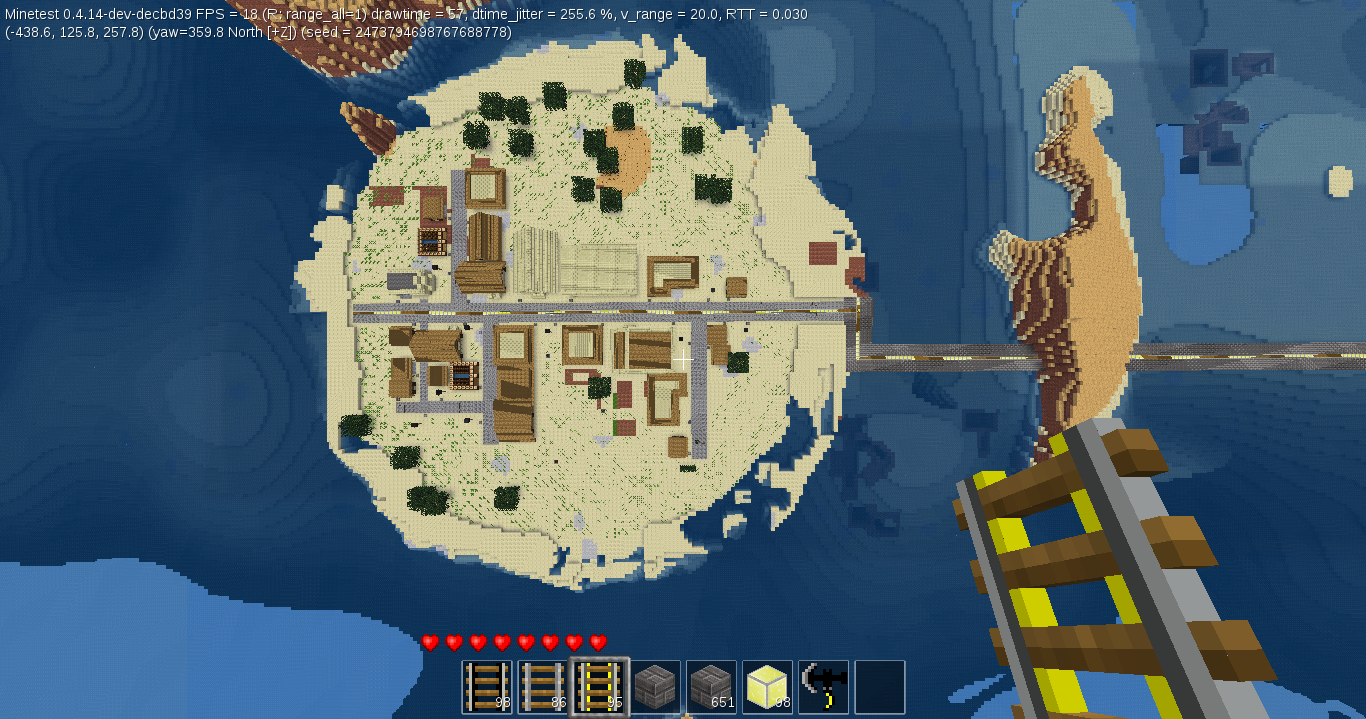 Minetest 0.4.14-dev-decbd39 FPS = 18 (R: range_all=1) drawtime = 57, dtime_jitter = 255.6 %, v_range = 20.0, RTT = 0.030
(-438.6, 125.8, 257.8) (yaw=359.8 North [+Z]) (seed = 2473794698767688778)
98 86 95 651 98